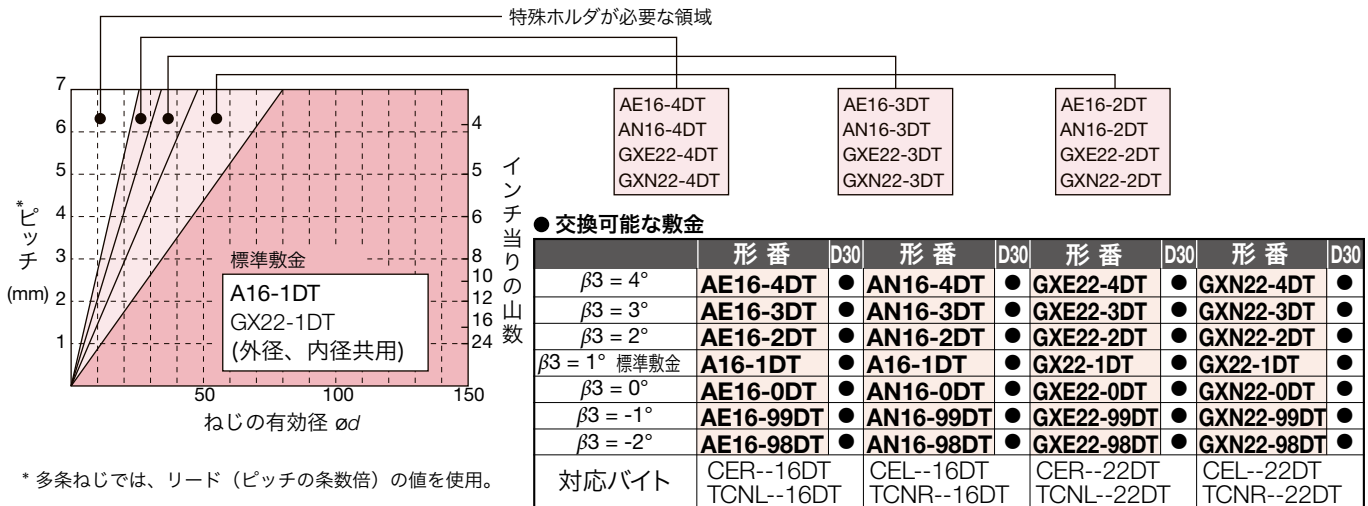 特殊ホルダが必要な領域
7
6
5
4
3
2
1
*ピッチ
(mm)
4
5
6
8
10
12
16
24
インチ当りの山数
標準敷金
A16-1DT
GX22-1DT
(外径、内径共用)
50
100
150
ねじの有効径 ød
* 多条ねじでは、リード（ピッチの条数倍）の値を使用。
AE16-4DT
AN16-4DT
GXE22-4DT
GXN22-4DT
AE16-3DT
AN16-3DT
GXE22-3DT
GXN22-3DT
AE16-2DT
AN16-2DT
GXE22-2DT
GXN22-2DT
● 交換可能な敷金
形 番 D30 形 番 D30 形 番 D30 形 番 D30
β3 = 4° AE16-4DT ● AN16-4DT ● GXE22-4DT ● GXN22-4DT ●
β3 = 3° AE16-3DT ● AN16-3DT ● GXE22-3DT ● GXN22-3DT ●
β3 = 2° AE16-2DT ● AN16-2DT ● GXE22-2DT ● GXN22-2DT ●
β3 = 1° 標準敷金 A16-1DT ● A16-1DT ● GX22-1DT ● GX22-1DT ●
β3 = 0° AE16-0DT ● AN16-0DT ● GXE22-0DT ● GXN22-0DT ●
β3 = -1° AE16-99DT ● AN16-99DT ● GXE22-99DT ● GXN22-99DT ●
β3 = -2° AE16-98DT ● AN16-98DT ● GXE22-98DT ● GXN22-98DT ●
対応バイト CER--16DT CEL--16DT CER--22DT CEL--22DT
TCNL--16DT TCNR--16DT TCNL--22DT TCNR--22DT